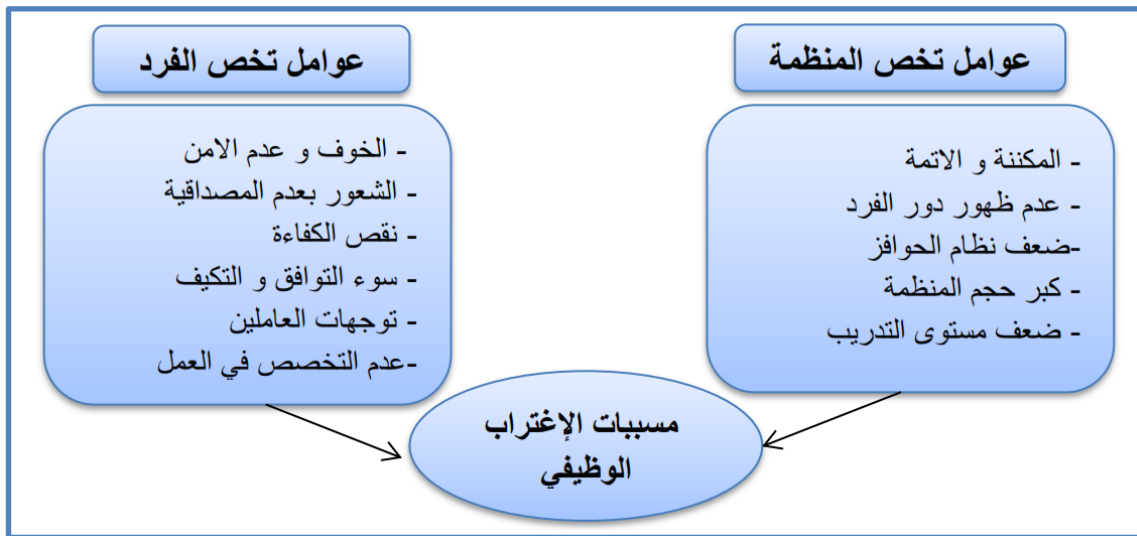 عوامل تخص المنظمة
- المكننة و الاتمة
- عدم ظهور دور الفرد
-ضعف نظام الحوافز
- كبر حجم المنظمة
- ضعف مستوى التدريب
عوامل تخص الفرد
- الخوف و عدم الامن
- الشعور بعدم المصداقية
- نقص الكفاءة
- سوء التوافق و التكيف
- توجهات العاملين
-عدم التخصص في العمل
مسببات الإغتراب
الوظيفي